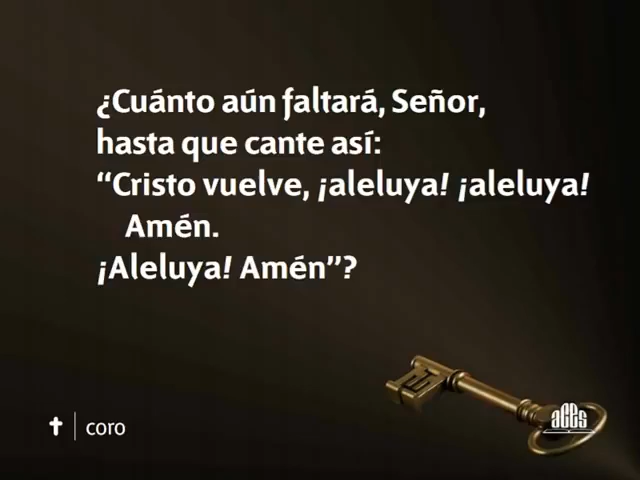 ¿Cuánto aún faltará, Señor,
hasta que cante así:
“Cristo vuelve, ¡aleluya! ¡aleluya!
Amén.
¡Aleluya! Amén”?
coro
aces